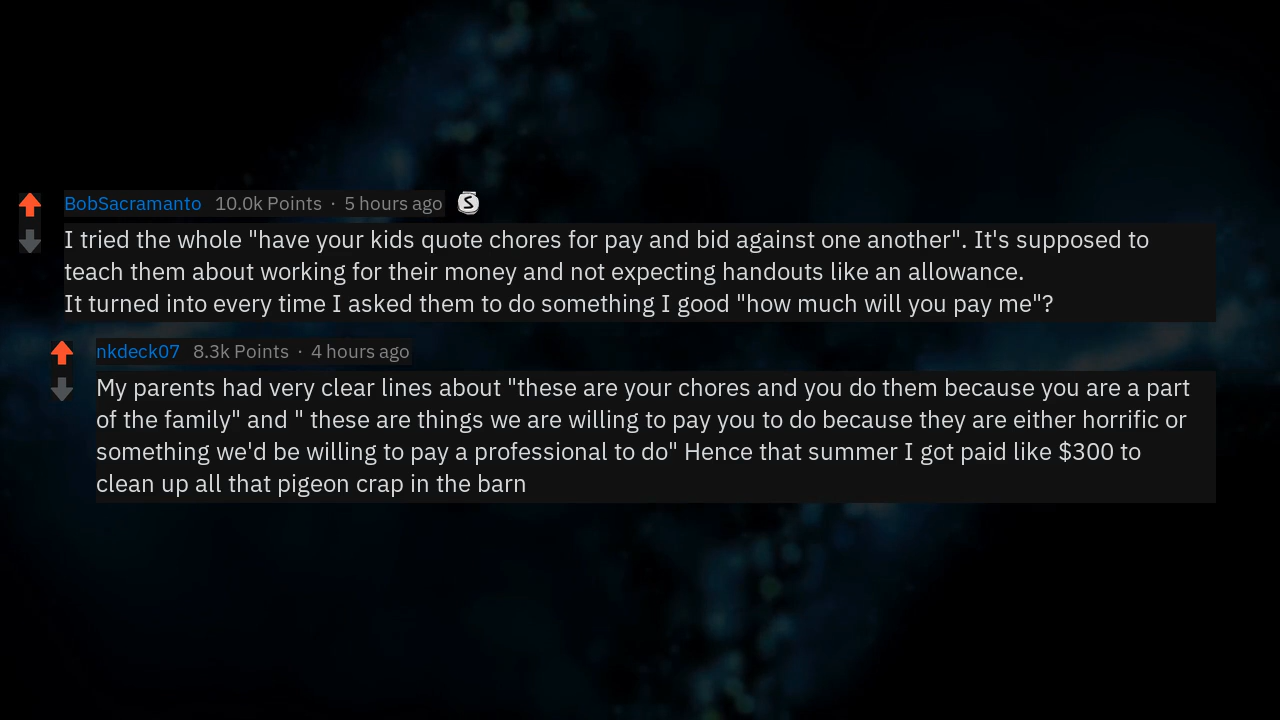 BobSacramanto 10.0k Points · 5 hours ago S
I tried the whole "have your kids quote chores for pay and bid against one another". It's supposed to
teach them about working for their money and not expecting handouts like an allowance.
It turned into every time I asked them to do something I good "how much will you pay me"?
nkdeck07 8.3k Points · 4 hours ago
My parents had very clear lines about "these are your chores and you do them because you are a part
of the family" and " these are things we are willing to pay you to do because they are either horrific or
something we'd be willing to pay a professional to do" Hence that summer I got paid like $300 to
clean up all that pigeon crap in the barn